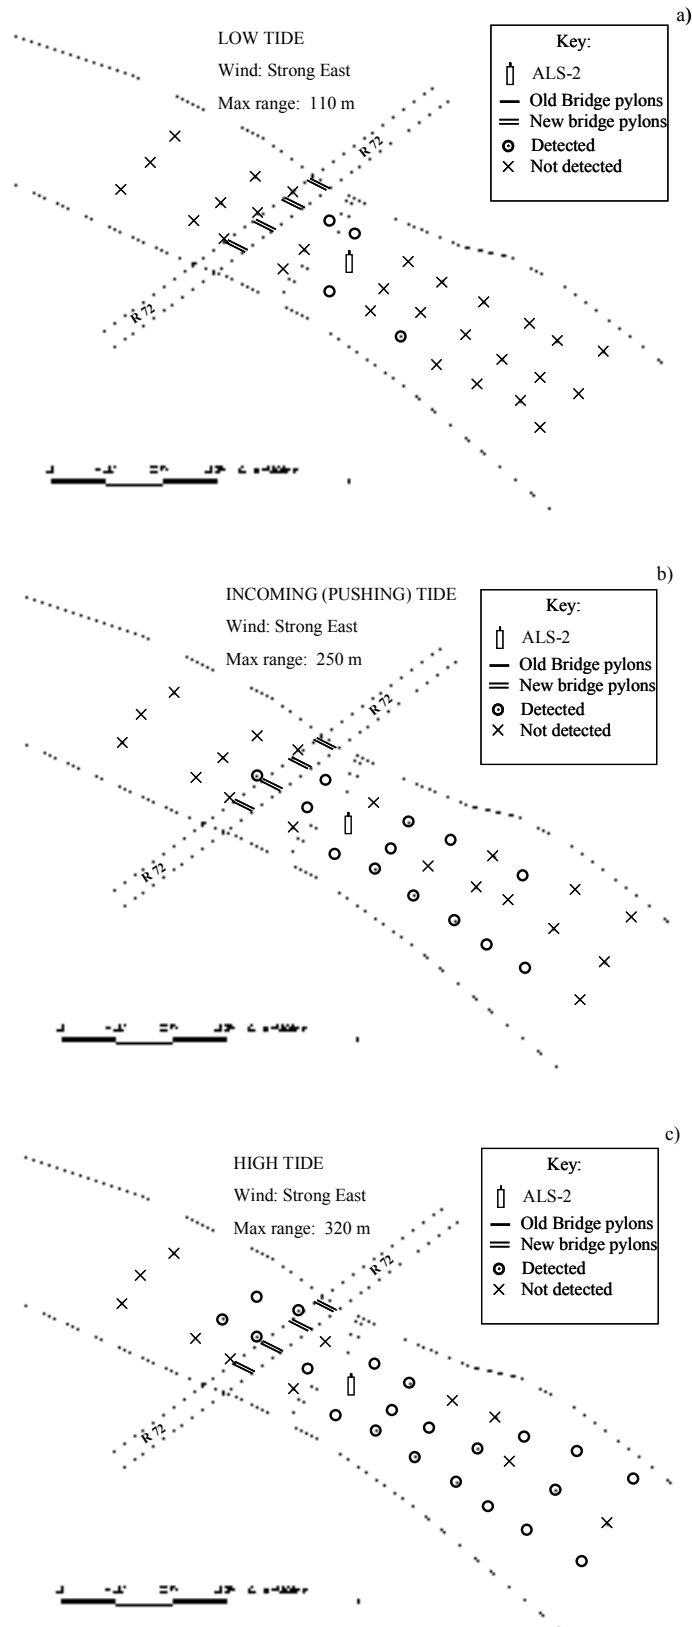 a)
LOW TIDE
Wind: Strong East
Max range: 110 m
Key:
ALS-2
Old Bridge pylons
New bridge pylons
Detected
Not detected
R 72
R 72
b)
INCOMING (PUSHING) TIDE
Wind: Strong East
Max range: 250 m
Key:
ALS-2
Old Bridge pylons
New bridge pylons
Detected
Not detected
R 72
R 72
c)
HIGH TIDE
Wind: Strong East
Max range: 320 m
Key:
ALS-2
Old Bridge pylons
New bridge pylons
Detected
Not detected
R 72
R 72